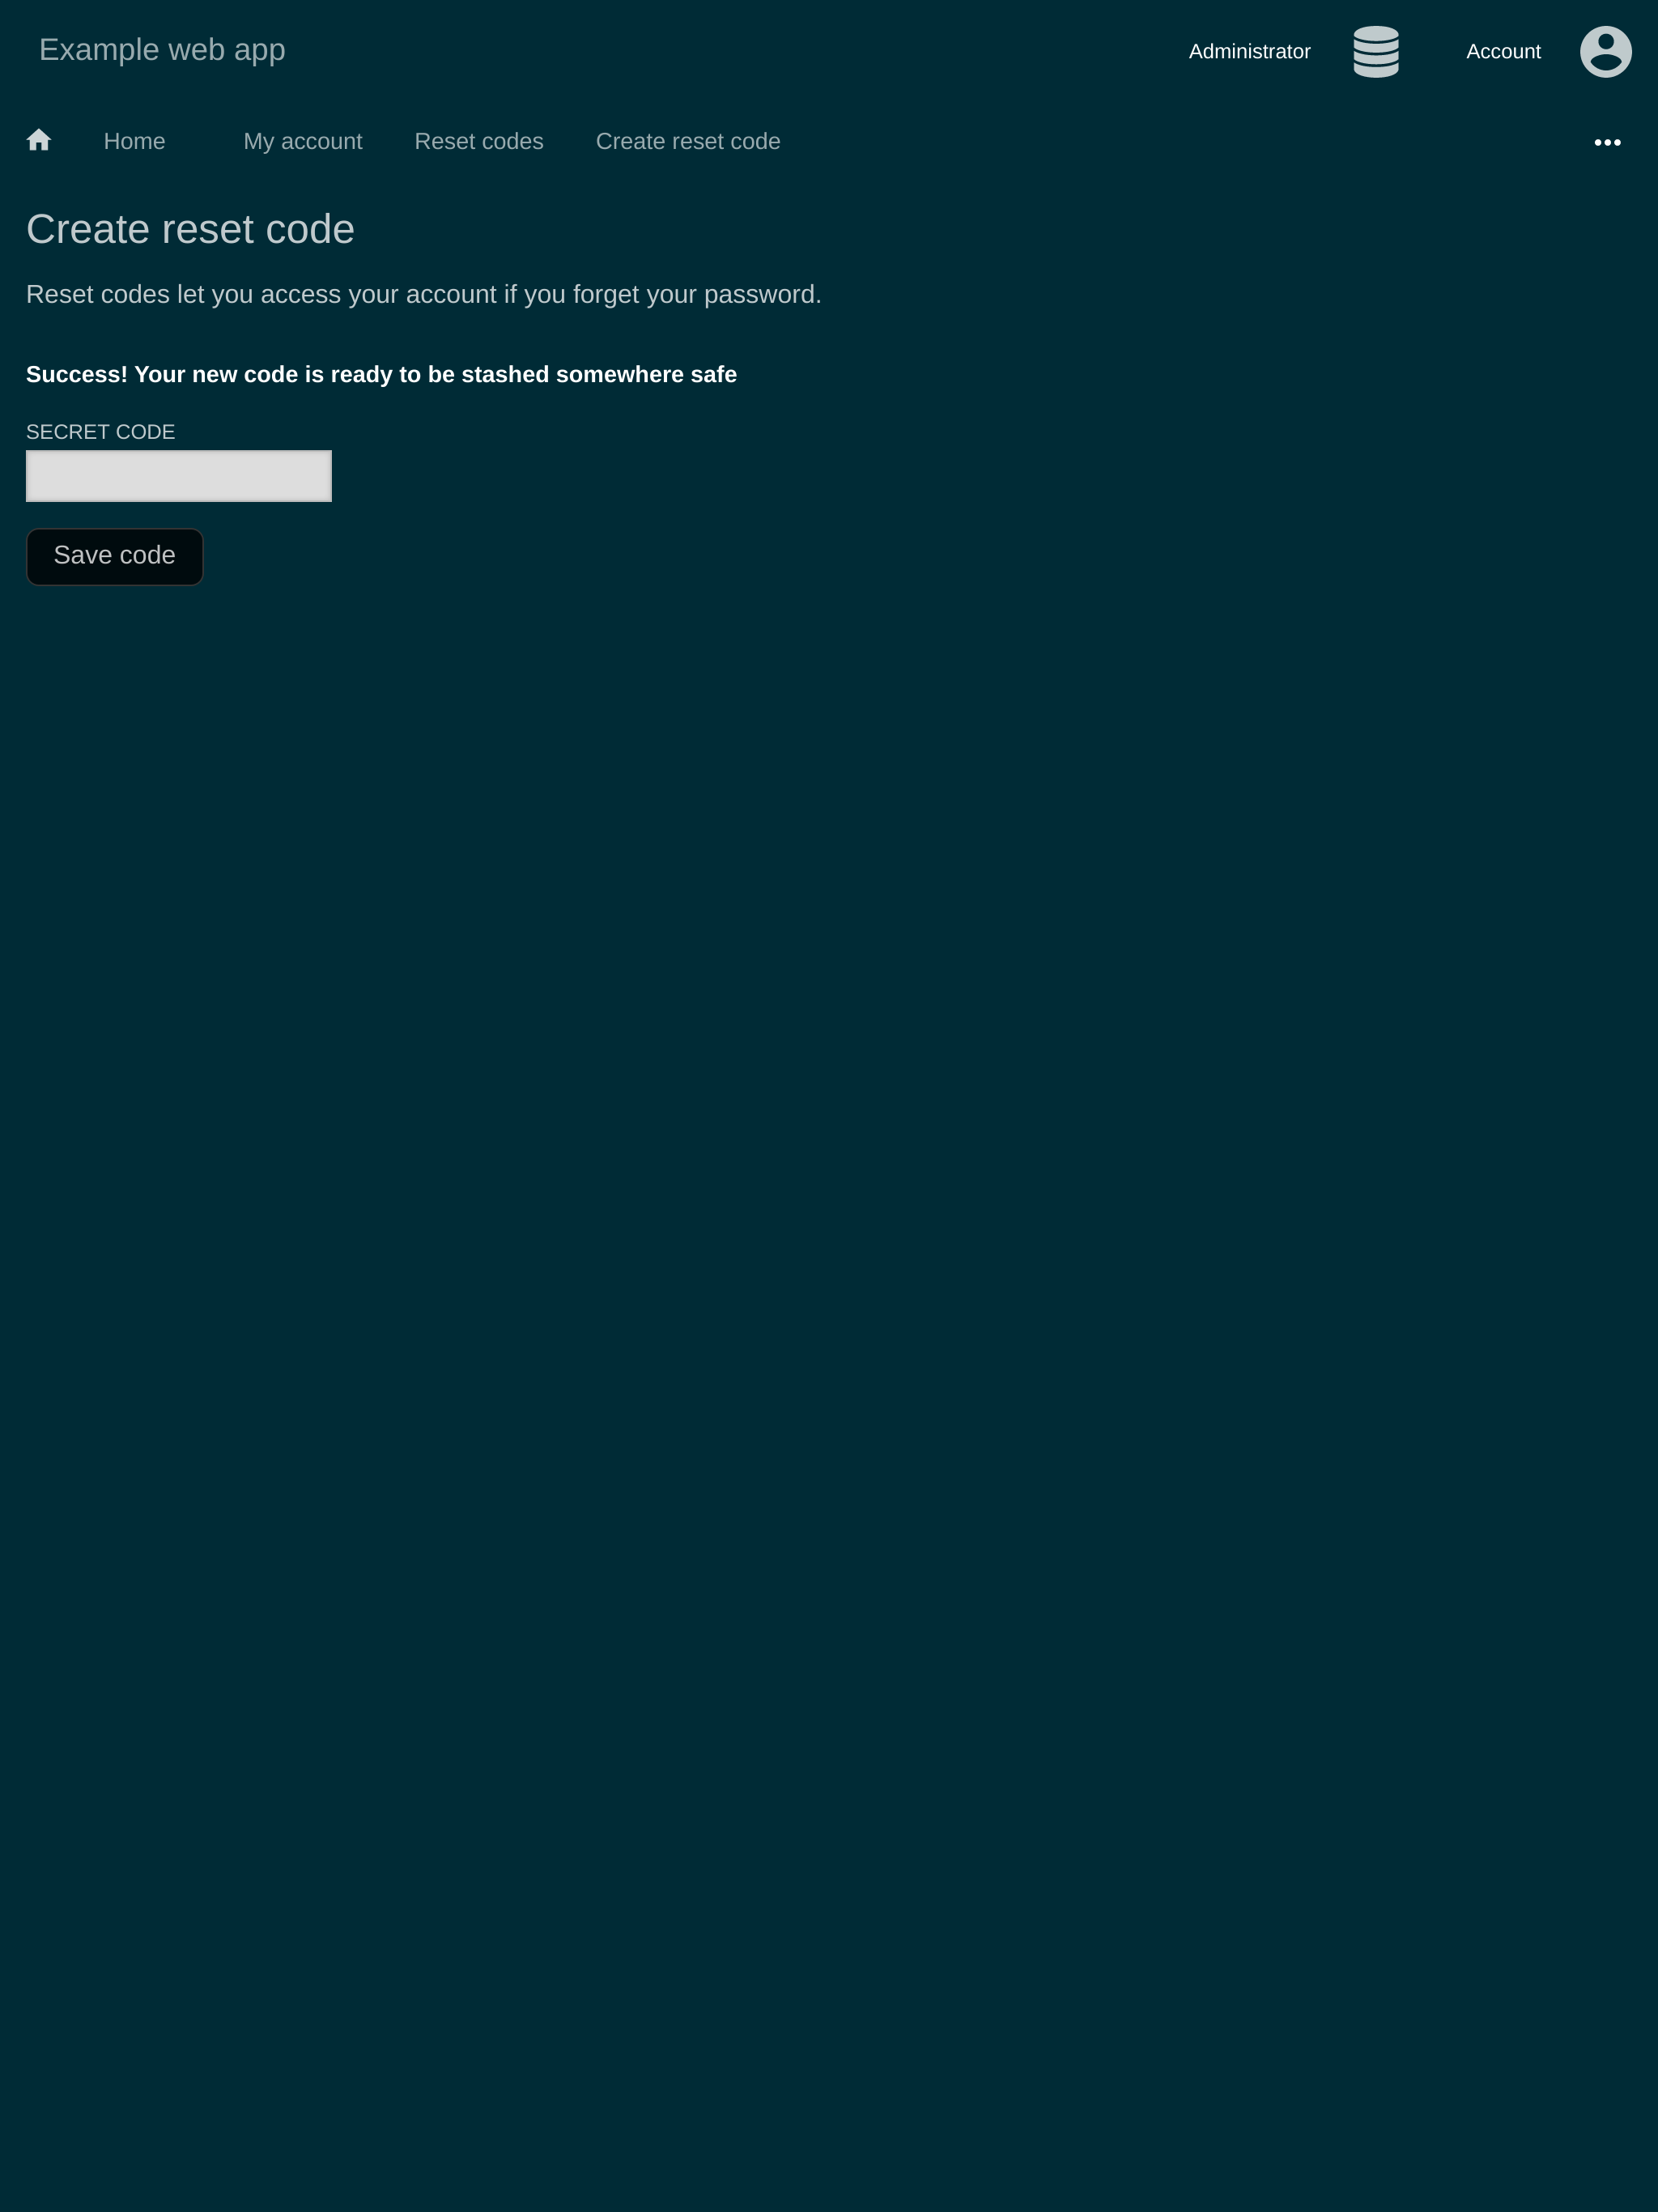 Example web app
Administrator
Account
Home
My account
Reset codes
Create reset code
Create reset code
Reset codes let you access your account if you forget your password.
Success! Your new code is ready to be stashed somewhere safe
SECRET CODE
Save code